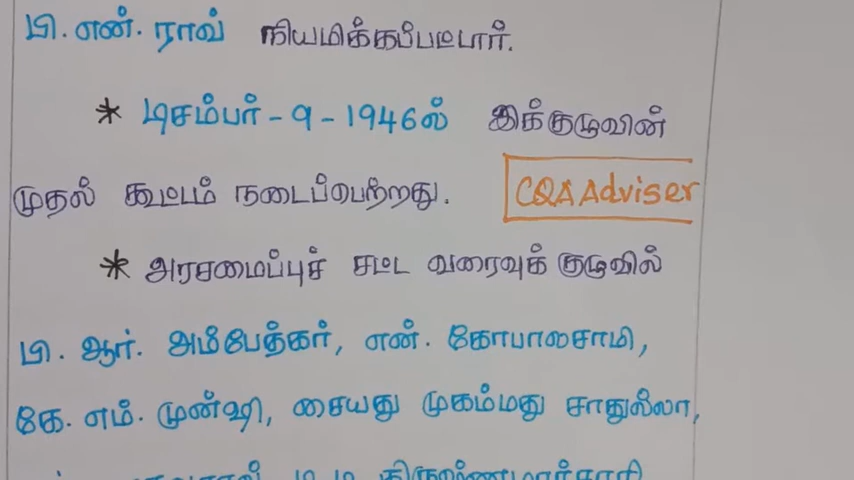 பி. என். ராவ் நியமிக்கப்பட்டார்.
* டிசம்பர் - 9 - 1946ல் இக்குழுவின்
முதல் கூட்டம் நடைப்பெற்றது. CQA Adviser
* அரசமைப்புச் சட்ட வரைவுக் குழுவில்
பி. ஆர். அம்பேத்கர், என். கோபாலசாமி,
கே. எம். முன்ஷி, சையது முகம்மது சாதுல்லா,
டி. டி. கிருஷ்ணமாச்சாரி